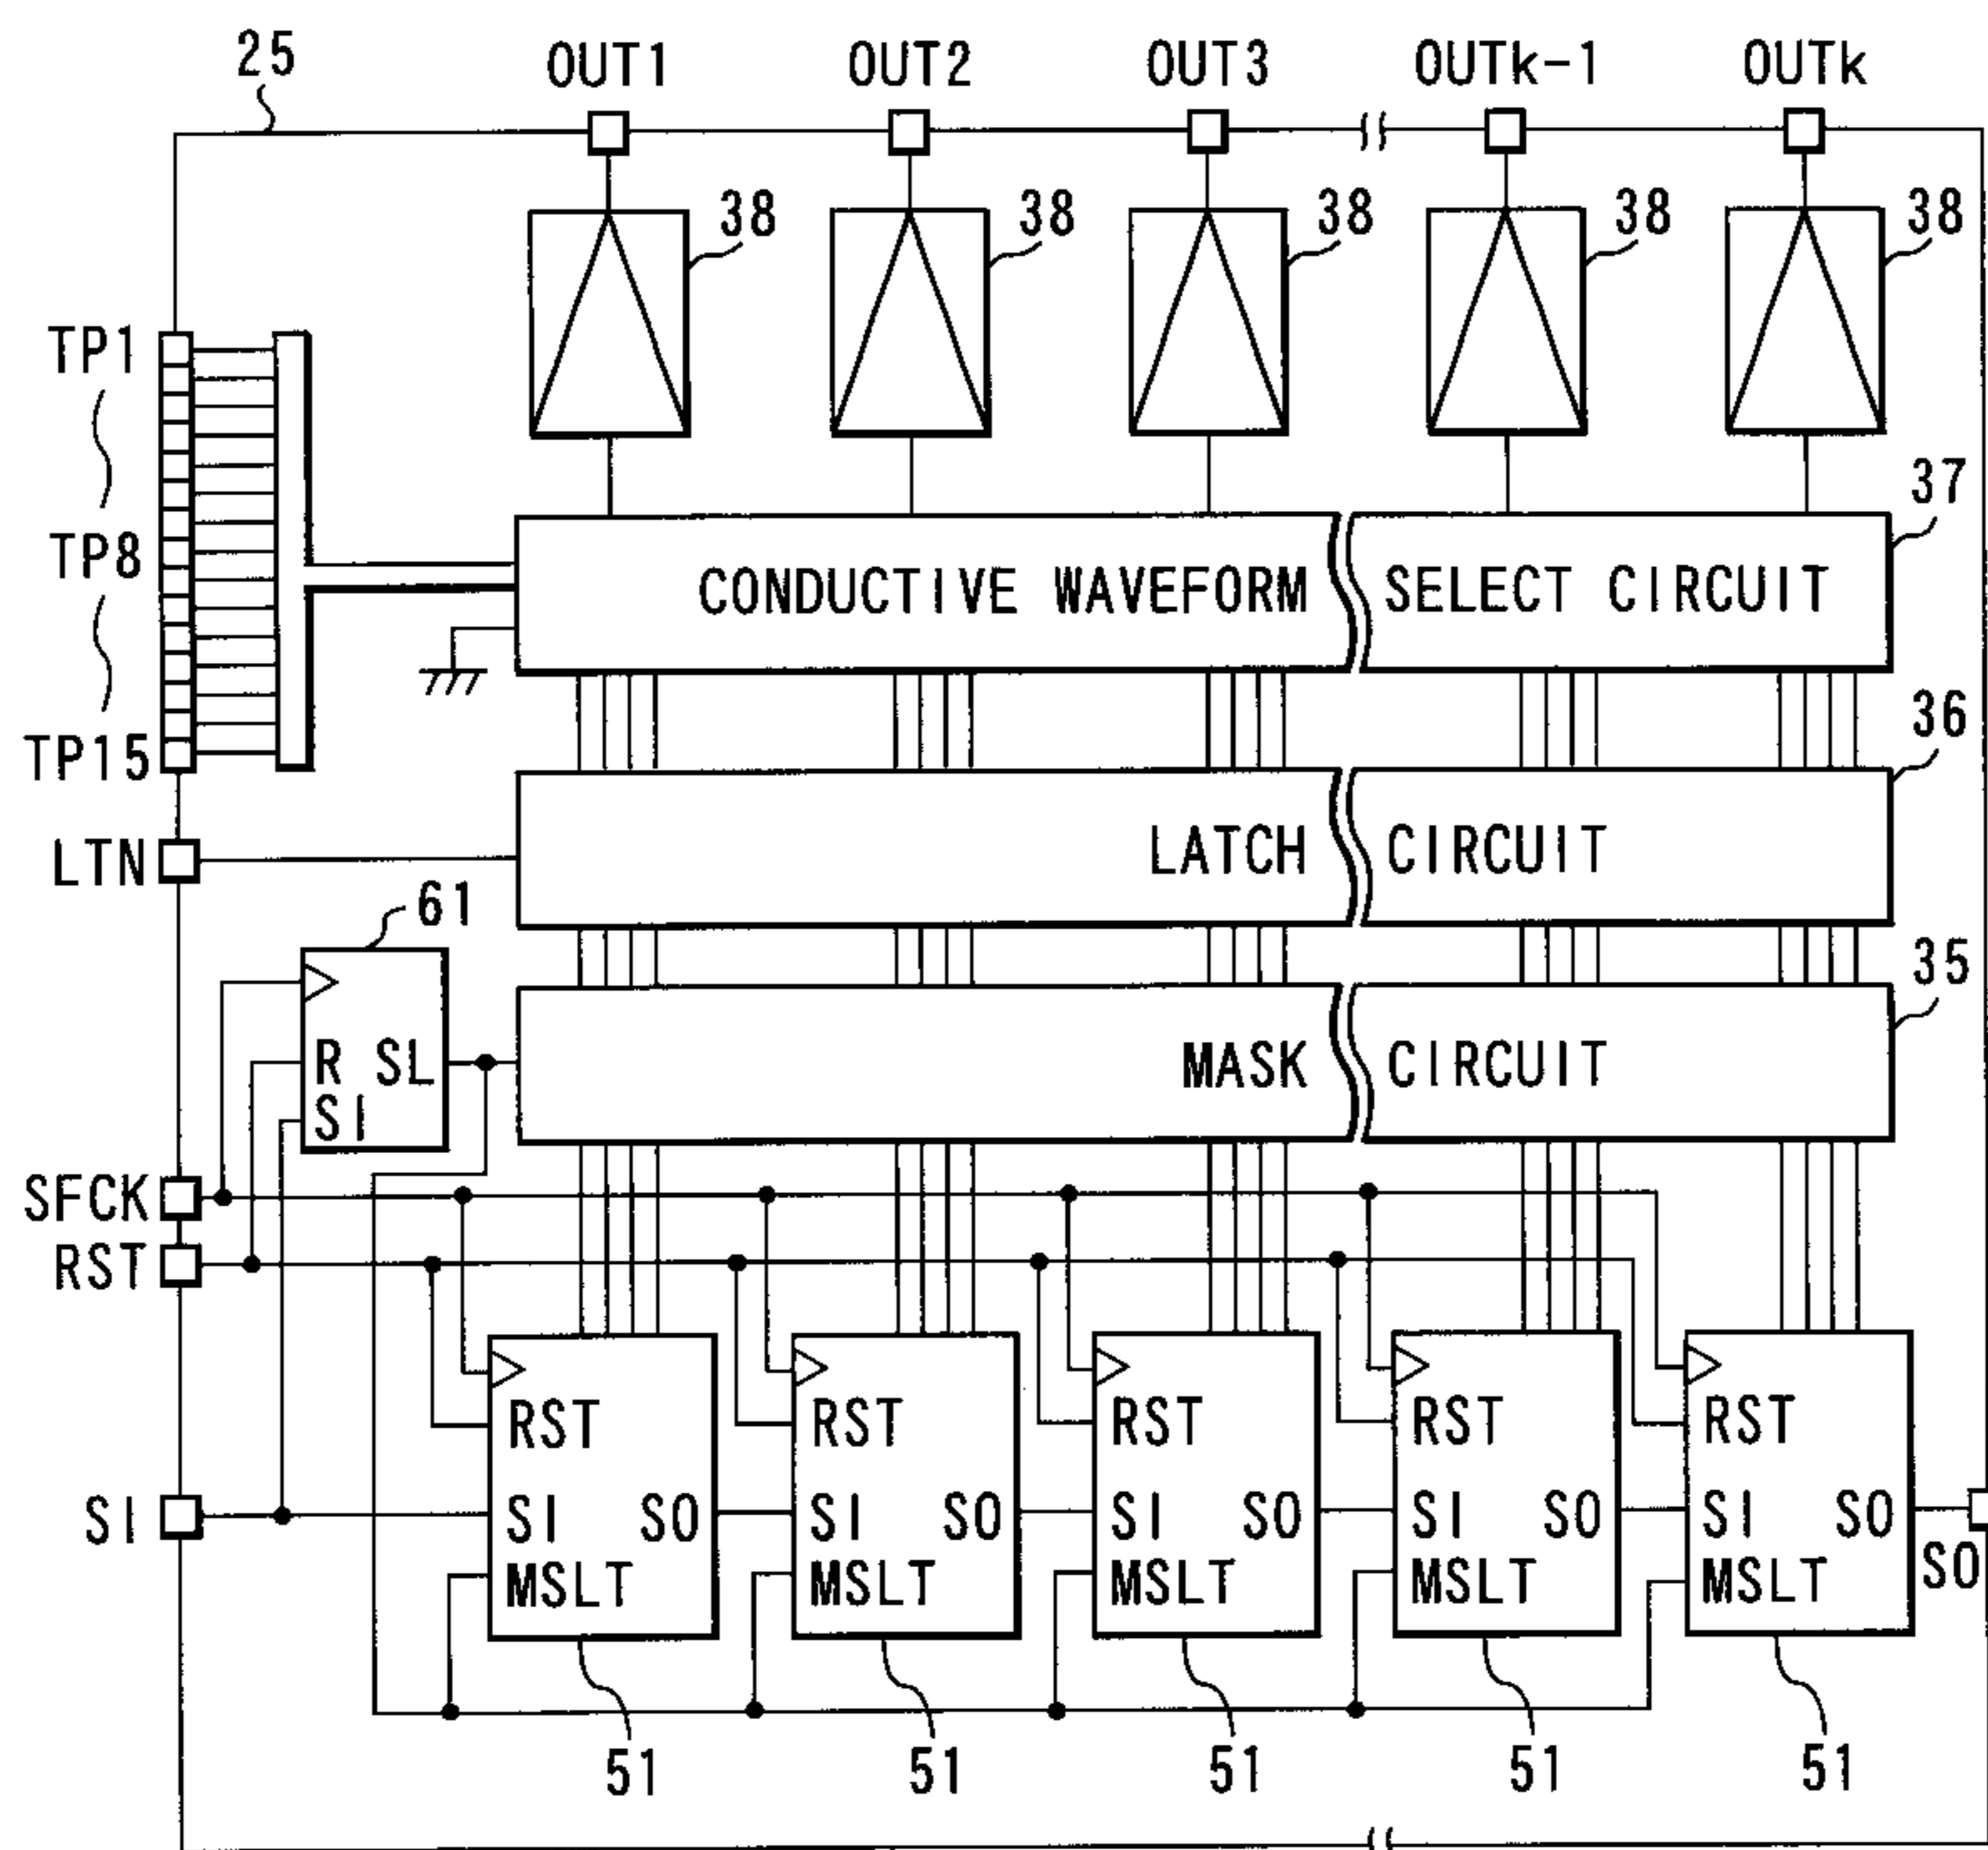 25
OUT1 OUT2 OUT3 OUTk-1 OUTk
38 38 38 38 38
TP1
TP8
TP15
37
CONDUCTIVE WAVEFORM SELECT CIRCUIT
36
LTN
LATCH CIRCUIT
61
35
R SL
SI
MASK CIRCUIT
SFCK
RST
RST RST RST RST RST
SI
SI SO SI SO SI SO SI SO SI SO
MSLT MSLT MSLT MSLT MSLT
SO
51 51 51 51 51